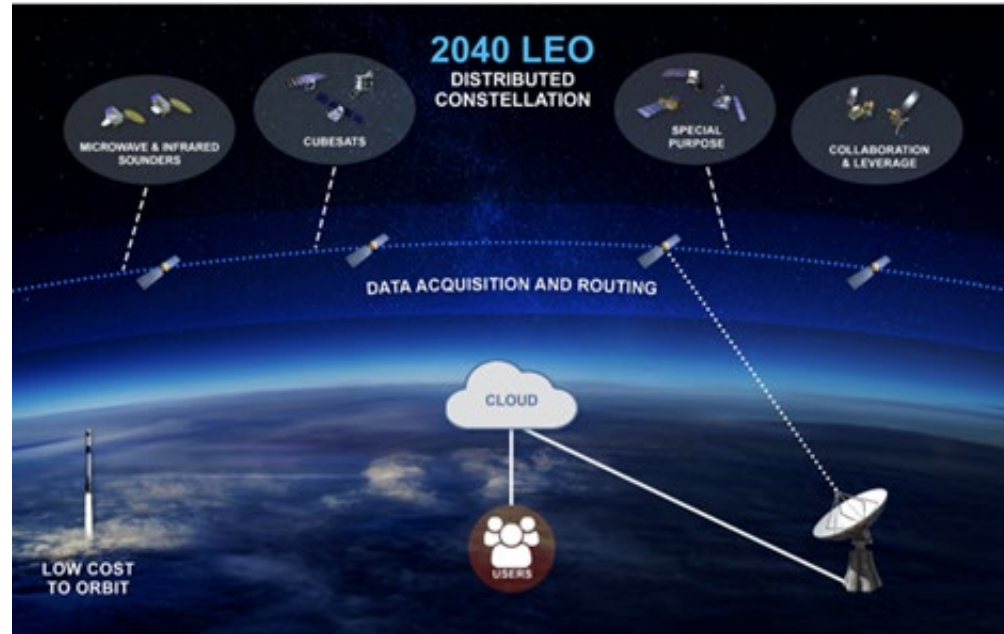 2040 LEO
DISTRIBUTED
CONSTELLATION
MICROWAVE & INFRARED
SOUNDERS
CUBESATS
SPECIAL
PURPOSE
COLLABORATION
& LEVERAGE
DATA ACQUISITION AND ROUTING
CLOUD
LOW COST
TO ORBIT
USERS